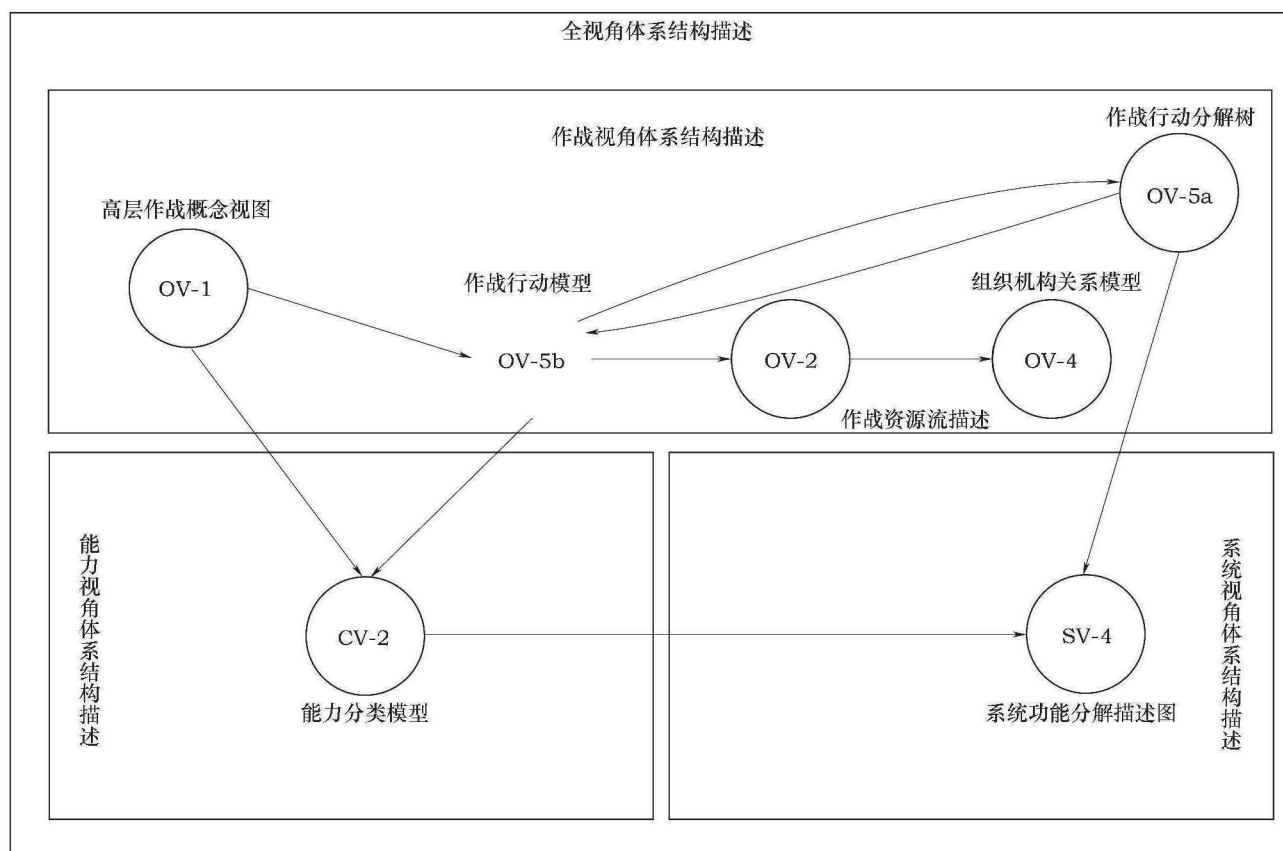 全视角体系结构描述
作战视角体系结构描述
作战行动分解树
OV-5a
高层作战概念视图
OV-1
作战行动模型
OV-5b
OV-2
作战资源流描述
组织机构关系模型
OV-4
能力视角体系结构描述
CV-2
能力分类模型
SV-4
系统功能分解描述图
系统视角体系结构描述